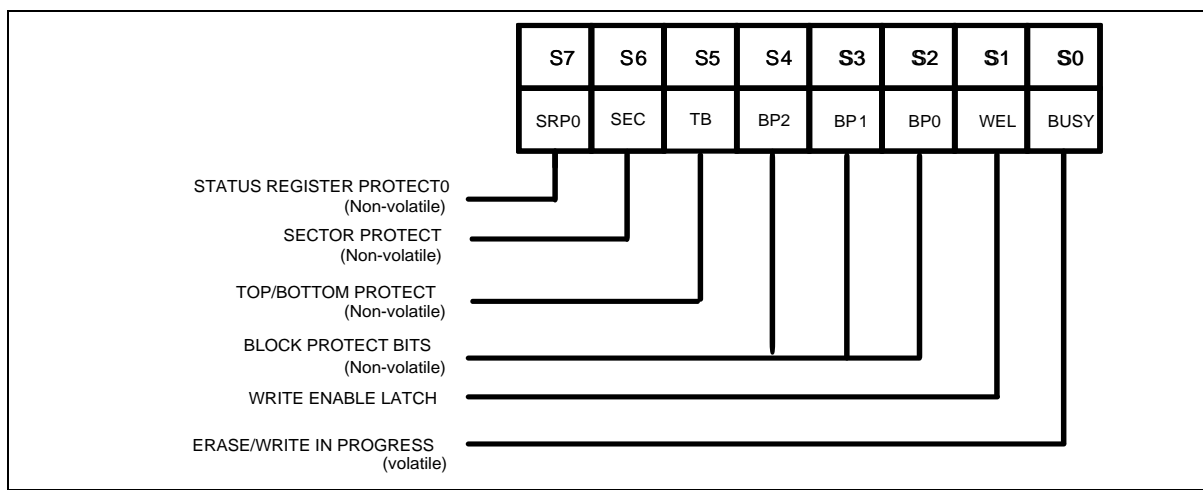 S7 S6 S5 S4 S3 S2 S1 S0
SRP0 SEC TB BP2 BP1 BP0 WEL BUSY
STATUS REGISTER PROTECT0
(Non-volatile)
SECTOR PROTECT
(Non-volatile)
TOP/BOTTOM PROTECT
(Non-volatile)
BLOCK PROTECT BITS
(Non-volatile)
WRITE ENABLE LATCH
ERASE/WRITE IN PROGRESS
(volatile)